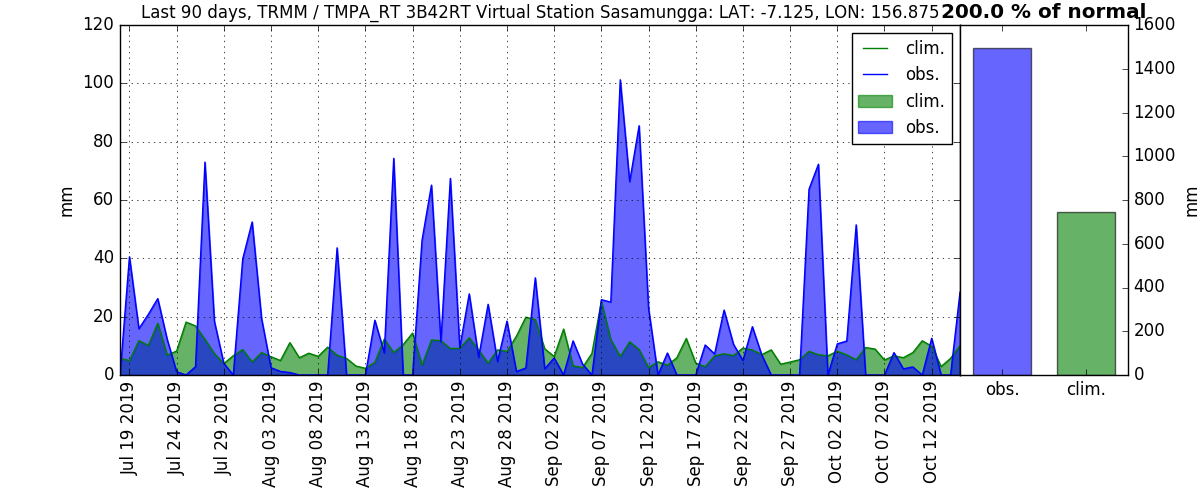 Last 90 days, TRMM / TMPA_RT 3B42RT Virtual Station Sasamungga: LAT: -7.125, LON: 156.875
200.0 % of normal
mm
120
100
80
60
40
20
0
clim.
obs.
clim.
obs.
1600
1400
1200
1000
800
600
400
200
0
mm
Jul 19 2019
Jul 24 2019
Jul 29 2019
Aug 03 2019
Aug 08 2019
Aug 13 2019
Aug 18 2019
Aug 23 2019
Aug 28 2019
Sep 02 2019
Sep 07 2019
Sep 12 2019
Sep 17 2019
Sep 22 2019
Sep 27 2019
Oct 02 2019
Oct 07 2019
Oct 12 2019
obs.
clim.